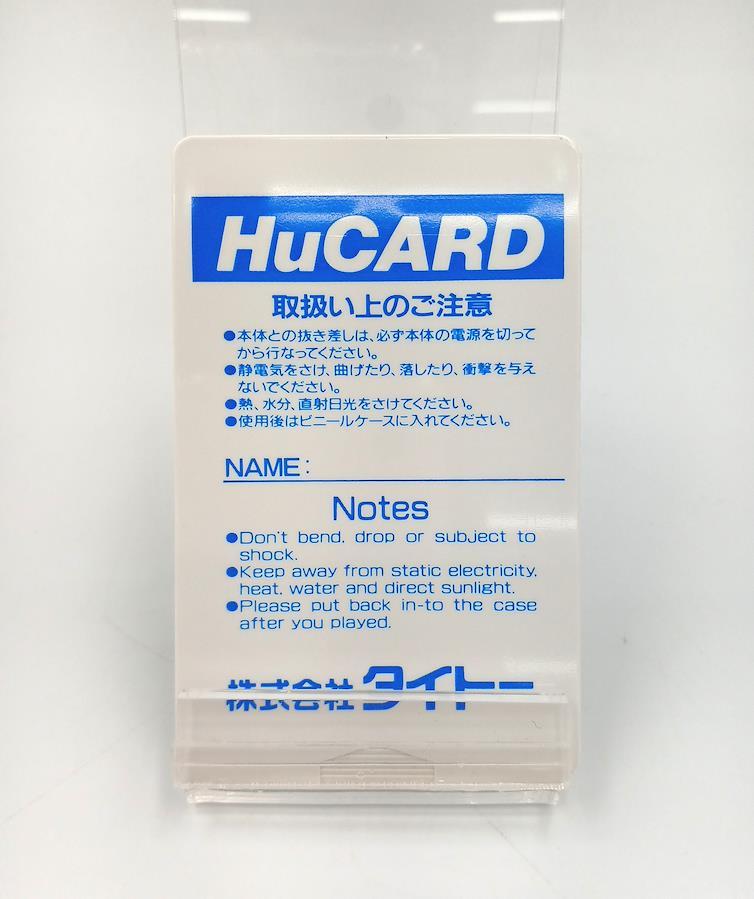 HuCARD
取扱い上のご注意
●本体との抜き差しは、必ず本体の電源を切って
から行なってください。
●静電気をさけ、曲げたり、落したり、衝撃を与え
ないでください。
●熱、水分、直射日光をさけてください。
●使用後はビニールケースに入れてください。
NAME:
Notes
●Don't bend. drop or subject to
shock.
●Keep away from static electricity.
heat. water and direct sunlight.
●Please put back in-to the case
after you played.
株式会社タイトー